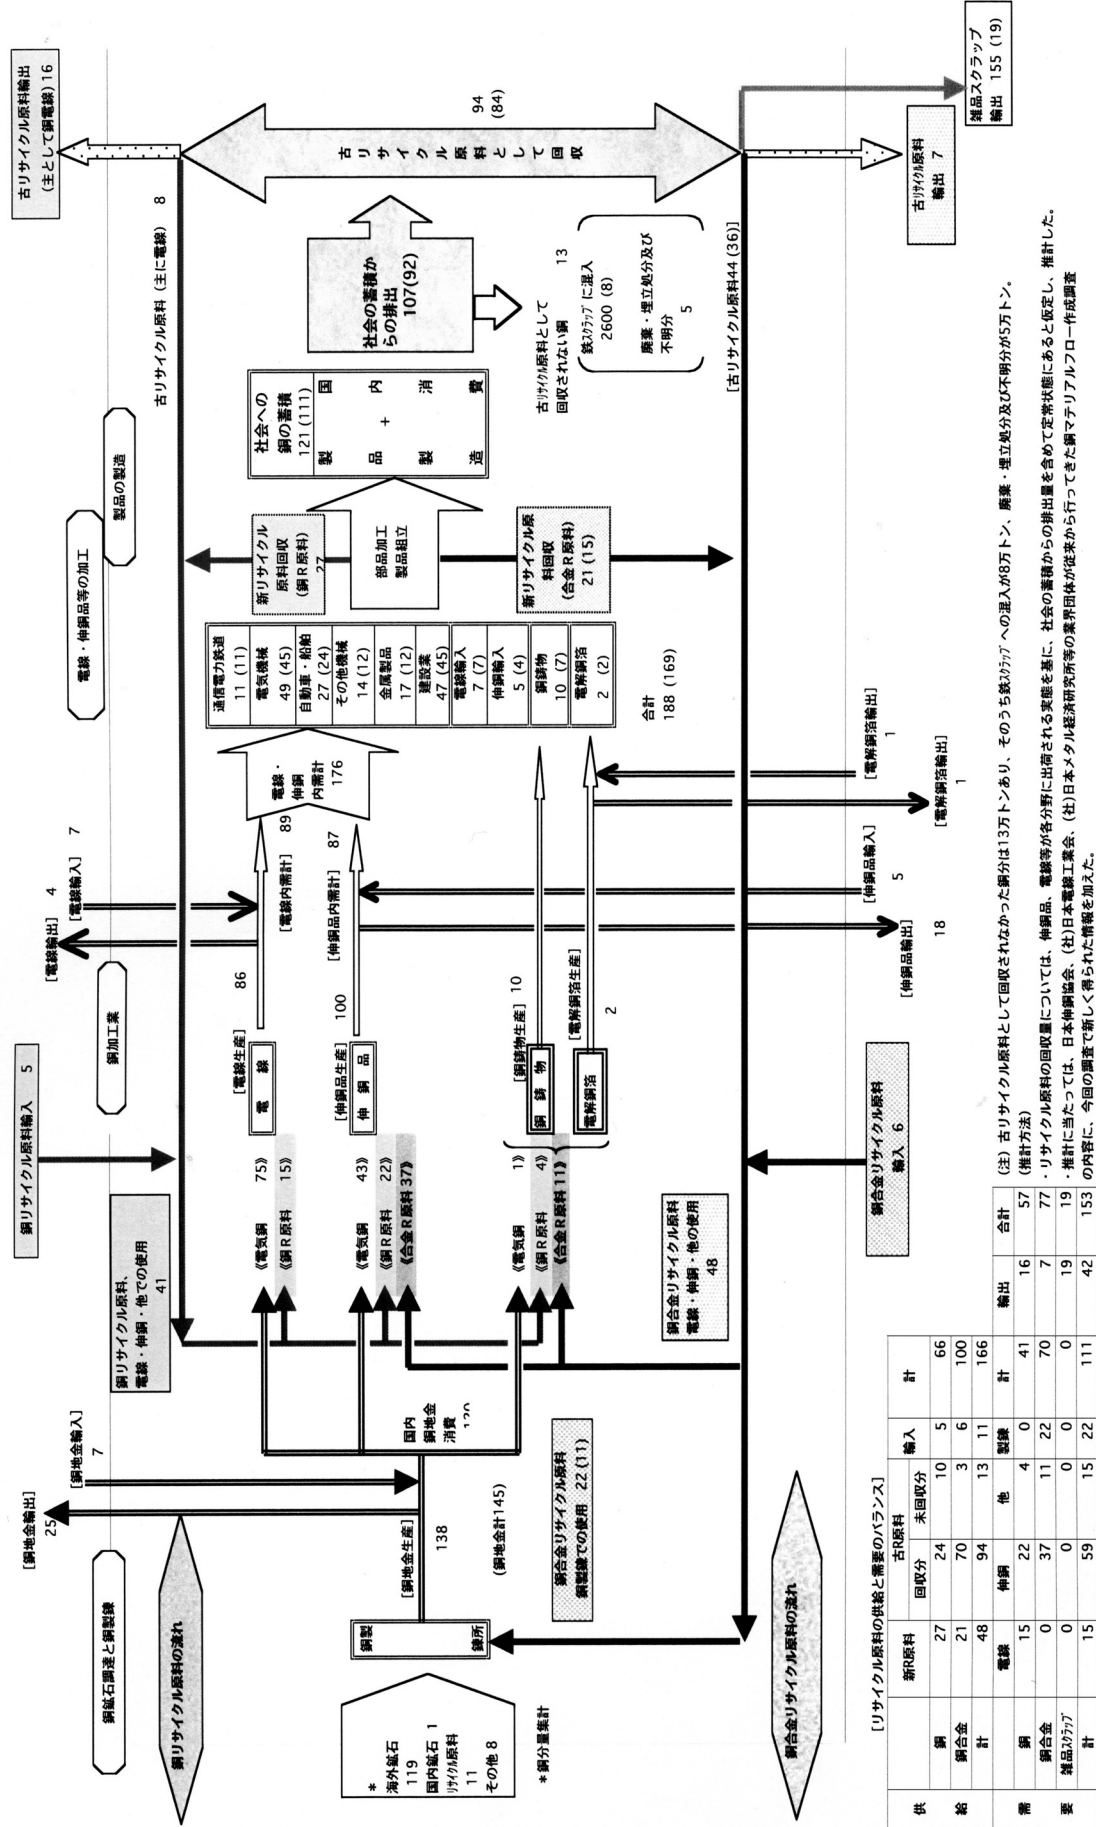 銅鉱石調達と銅製錬
銅加工業
電線・伸銅品等の加工
製品の製造
[銅地金輸出]
25
[銅地金輸入]
7
銅リサイクル原料輸入 5
[電線輸出] 4
[電線輸入] 7
古リサイクル原料輸出
(主として銅電線) 16
銅リサイクル原料の流れ
銅リサイクル原料、
電線・伸銅・他での使用
41
古リサイクル原料 (主に電線) 8
*
海外鉱石
119
国内鉱石 1
リサイクル原料
11
その他 8
*銅分量集計
銅製
錬所
[銅地金生産]
138
(銅地金計145)
国内
銅地金
消費
120
銅合金リサイクル原料
銅製錬での使用 22 (11)
《電気銅 75》
《銅R原料 15》
《電気銅 43》
《銅R原料 22》
《合金R原料 37》
《電気銅 1》
《銅R原料 4》
《合金R原料 11》
[電線生産]
電線
86
[伸銅品生産]
伸銅品
100
[銅鋳物生産] 10
銅鋳物
[電解銅箔生産]
電解銅箔
2
[電線内需計] 89
[伸銅品内需計] 87
電線・
伸銅
内需計
176
通信電力鉄道
11 (11)
電気機械
49 (45)
自動車・船舶
27 (24)
その他機械
14 (12)
金属製品
17 (12)
建設業
47 (45)
電線輸入
7 (7)
伸銅輸入
5 (4)
銅鋳物
10 (7)
電解銅箔
2 (2)
合計
188 (169)
新リサイクル
原料回収
(銅R原料)
27
部品加工
製品組立
新リサイクル原
料回収
(合金R原料)
21 (15)
社会への
銅の蓄積
121 (111)
製品製造
+
国内消費
社会の蓄積か
らの排出
107(92)
古リサイクル原料として
回収されない銅 13
鉄スクラップに混入
2600 (8)
廃棄・埋立処分及び
不明分
5
古リサイクル原料として回収
94
(84)
[古リサイクル原料44 (36)]
銅合金リサイクル原料の流れ
銅合金リサイクル原料
電線・伸銅・他の使用
48
銅合金リサイクル原料
輸入 6
[伸銅品輸出]
18
[伸銅品輸入]
5
[電解銅箔輸出]
1
[電解銅箔輸出]
1
古リサイクル原料
輸出 7
雑品スクラップ
輸出 155 (19)
[リサイクル原料の供給と需要のバランス]
新R原料 古R原料 輸入 計
回収分 未回収分
供給 銅 27 24 10 5 66
銅合金 21 70 3 6 100
計 48 94 13 11 166
電線 伸銅 他 製錬 計 輸出 合計
需要 銅 15 22 4 0 41 16 57
銅合金 0 37 11 22 70 7 77
雑品スクラップ 0 0 0 0 0 19 19
計 15 59 15 22 111 42 153
(注) 古リサイクル原料として回収されなかった銅分は13万トンあり、そのうち鉄スクラップへの混入が8万トン、廃棄・埋立処分及び不明分が5万トン。
(推計方法)
・リサイクル原料の回収量については、伸銅品、電線等が各分野に出荷される実態を基に、社会の蓄積からの排出量を含めて定常状態にあると仮定し、推計した。
・推計に当たっては、日本伸銅協会、(社)日本電線工業会、(社)日本メタル経済研究所等の業界団体が従来から行ってきた銅マテリアルフロー作成調査
の内容に、今回の調査で新しく得られた情報を加えた。